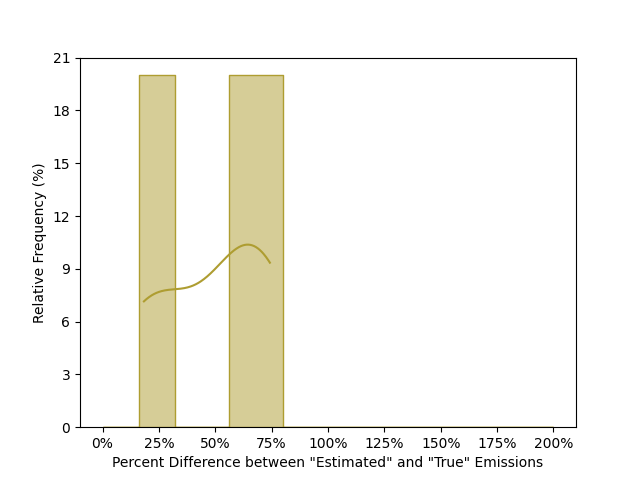 21
18
15
12
9
6
3
0
Relative Frequency (%)
0% 25% 50% 75% 100% 125% 150% 175% 200%
Percent Difference between "Estimated" and "True" Emissions